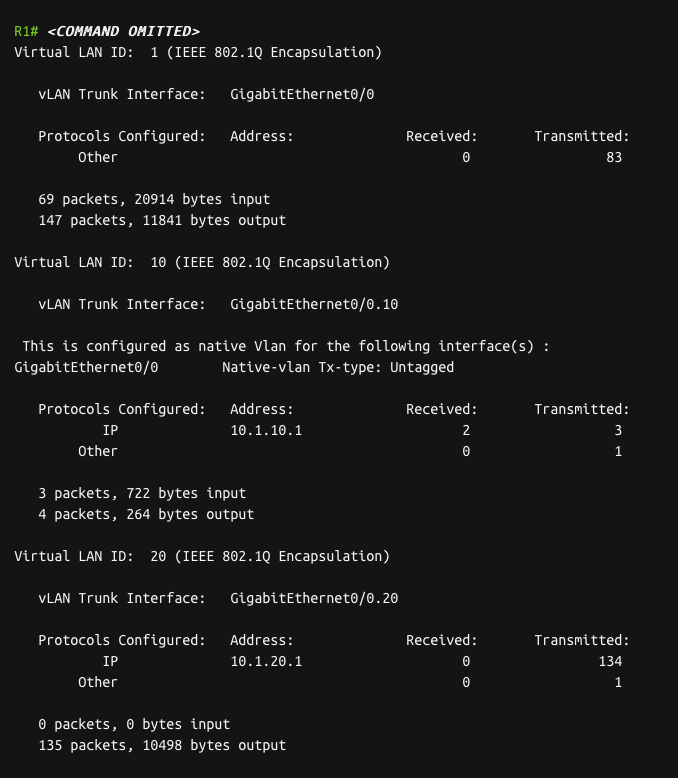 R1# <COMMAND OMITTED>
Virtual LAN ID:  1 (IEEE 802.1Q Encapsulation)
vLAN Trunk Interface:   GigabitEthernet0/0
Protocols Configured:   Address:              Received:       Transmitted:
Other                                           0                 83
69 packets, 20914 bytes input
147 packets, 11841 bytes output
Virtual LAN ID:  10 (IEEE 802.1Q Encapsulation)
vLAN Trunk Interface:   GigabitEthernet0/0.10
This is configured as native Vlan for the following interface(s) :
GigabitEthernet0/0        Native-vlan Tx-type: Untagged
Protocols Configured:   Address:              Received:       Transmitted:
IP                10.1.10.1                    2                  3
Other                                           0                  1
3 packets, 722 bytes input
4 packets, 264 bytes output
Virtual LAN ID:  20 (IEEE 802.1Q Encapsulation)
vLAN Trunk Interface:   GigabitEthernet0/0.20
Protocols Configured:   Address:              Received:       Transmitted:
IP                10.1.20.1                    0                134
Other                                           0                  1
0 packets, 0 bytes input
135 packets, 10498 bytes output